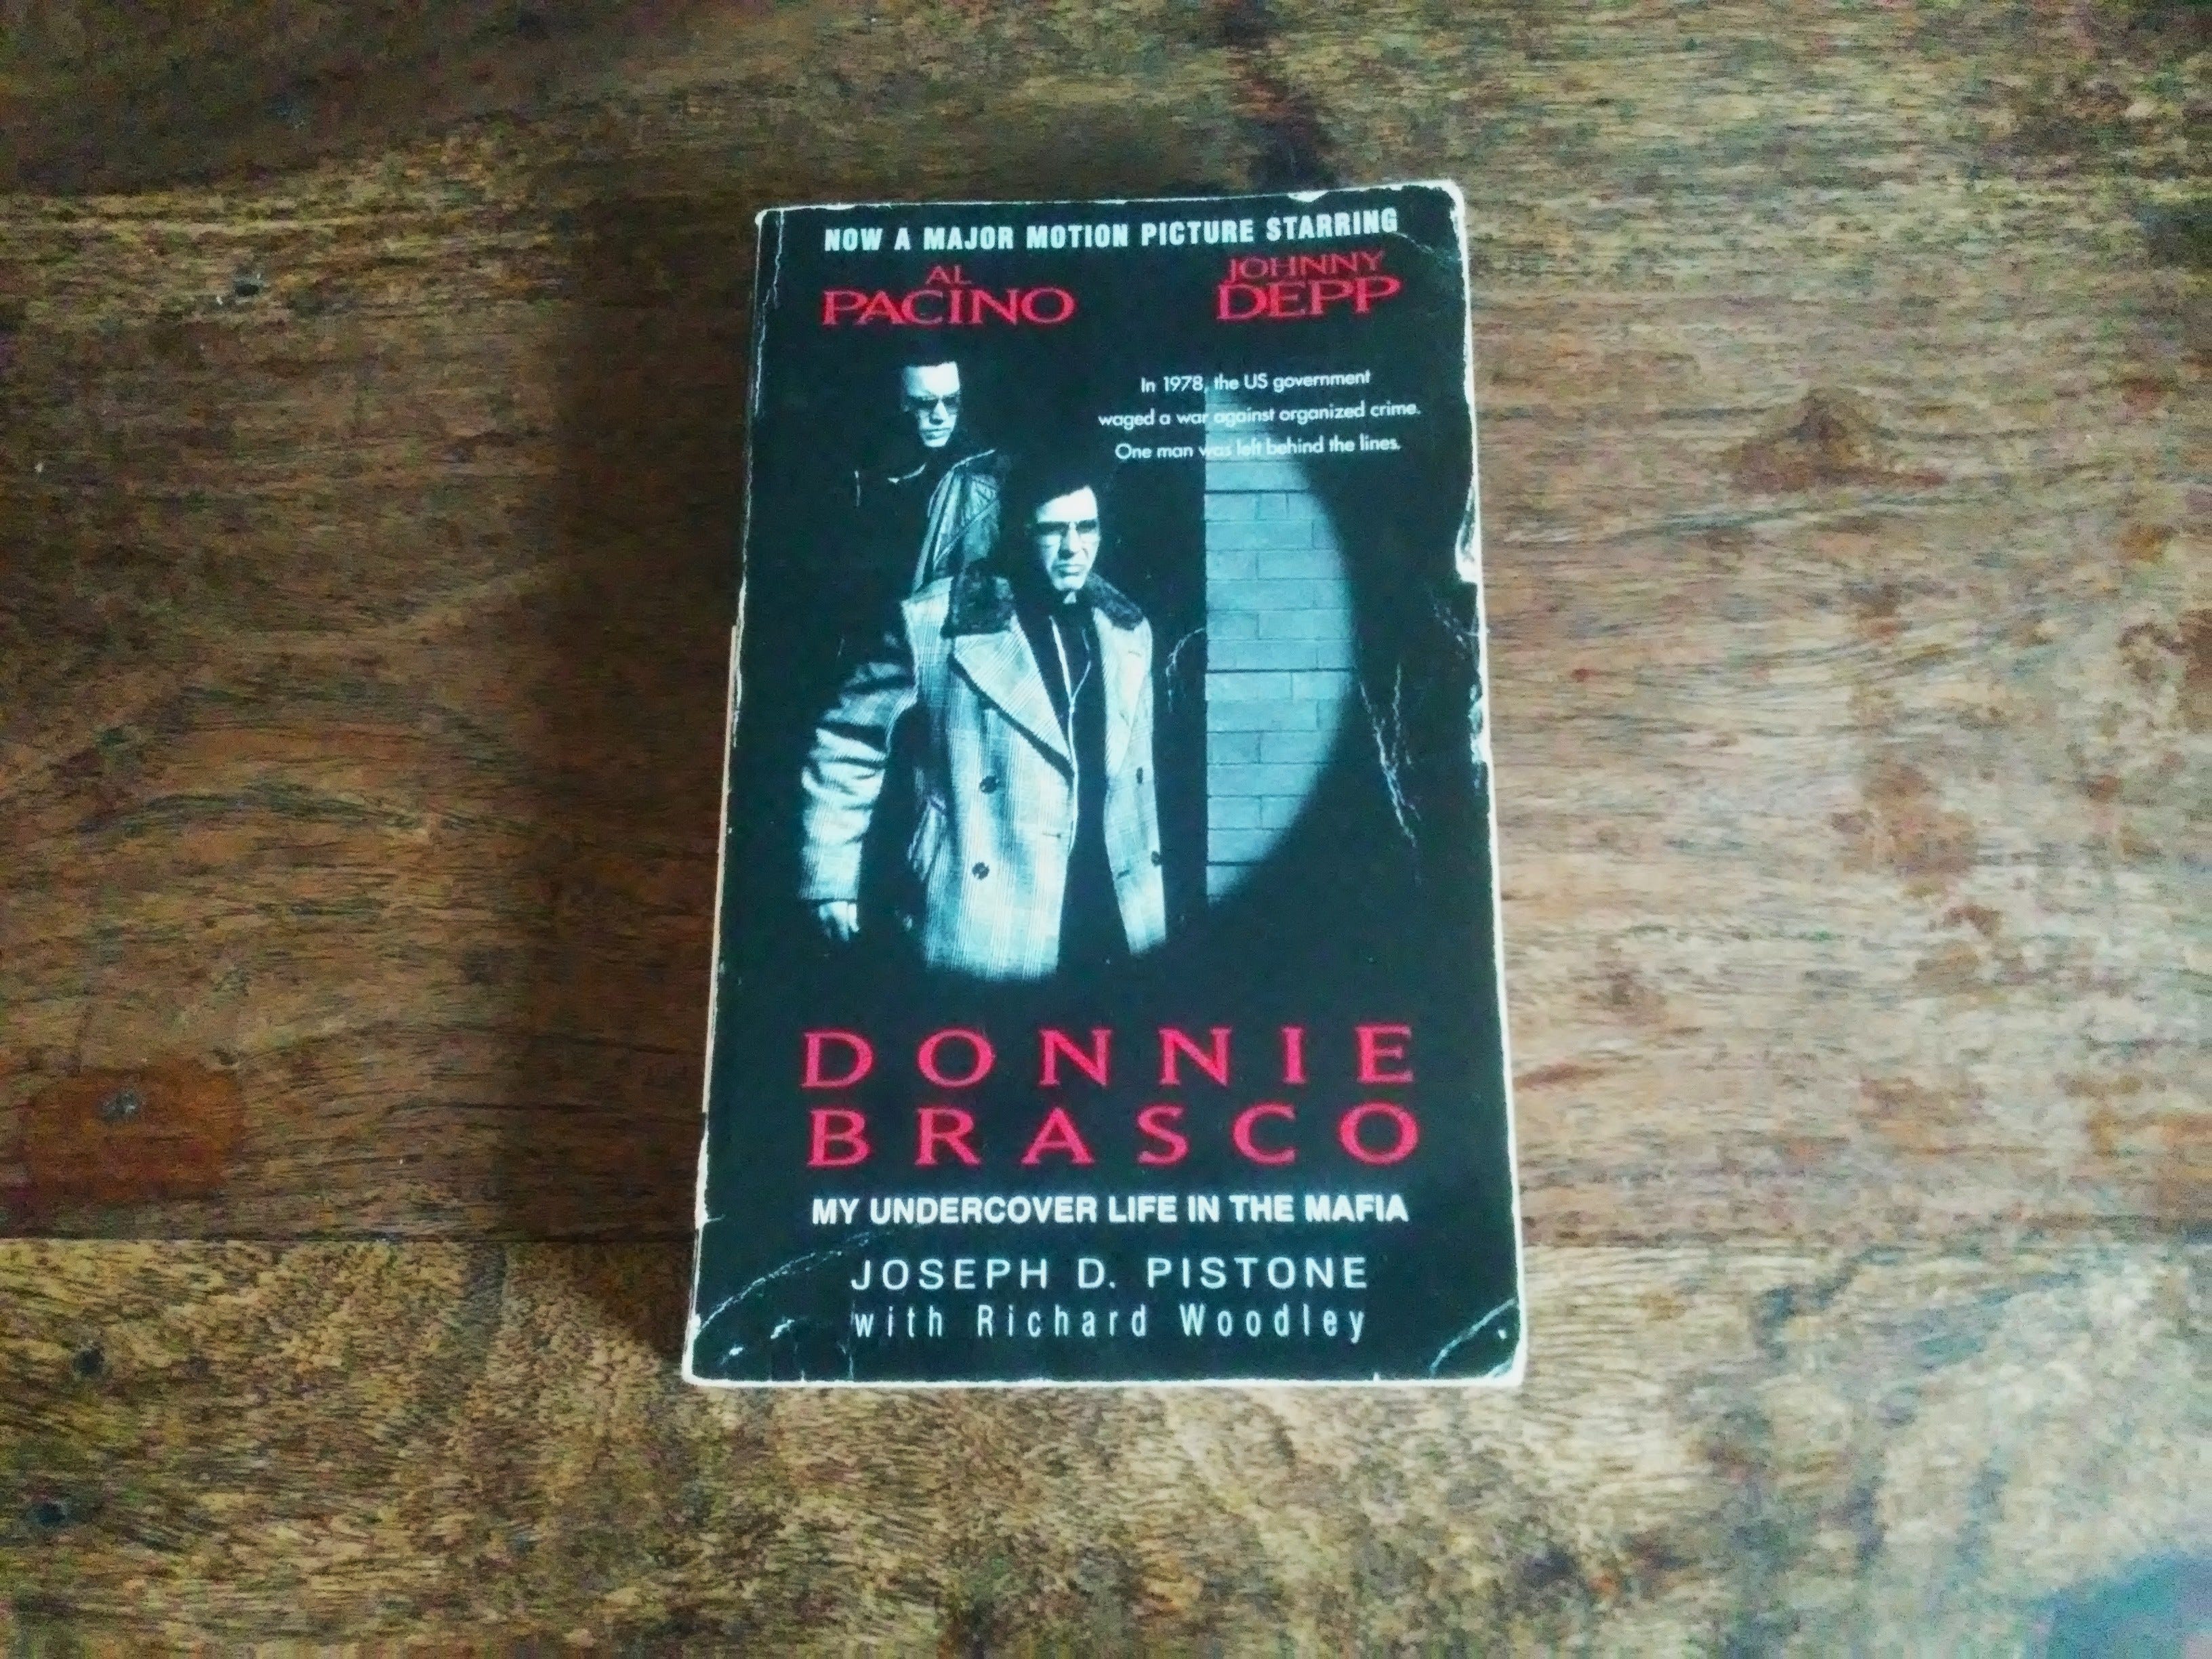 NOW A MAJOR MOTION PICTURE STARRING
AL
PACINO
JOHNNY
DEPP
In 1978, the US government
waged a war against organized crime.
One man was left behind the lines.
DONNIE
BRASCO
MY UNDERCOVER LIFE IN THE MAFIA
JOSEPH D. PISTONE
with Richard Woodley